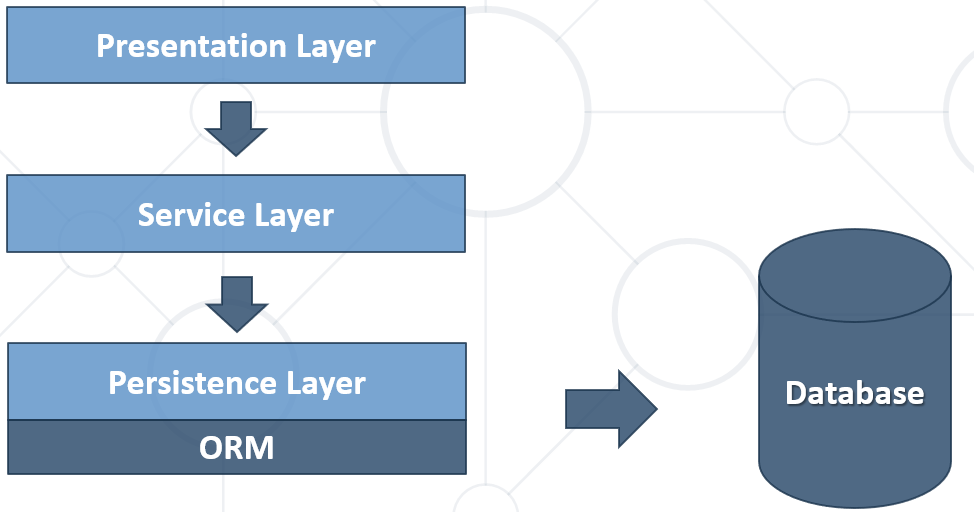 Presentation Layer
Service Layer
Persistence Layer
ORM
Database